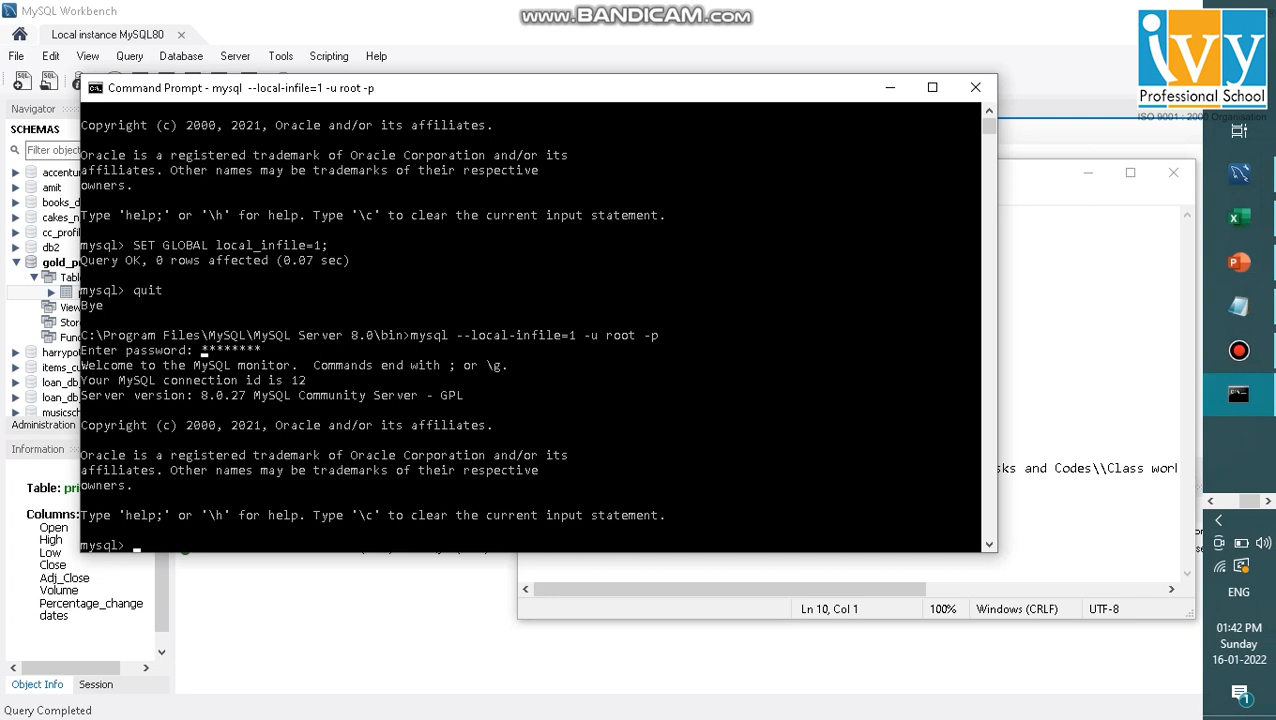 MySQL Workbench
www.BANDICAM.com
Local instance MySQL80
File Edit View Query Database Server Tools Scripting Help
ivy
Professional School
ISO 9001 : 2000 Organisation
Navigator
SCHEMAS
Filter objec
accentur
amit
books_d
cakes_n
cc_profi
db2
gold_p
Tabl
View
Stor
Func
harrypo
items_c
loan_db
loan_db
musicsch
Administration
Information
Table: pri
Columns:
Open
High
Low
Close
Adj_Close
Volume
Percentage_change
dates
Object Info Session
Query Completed
Command Prompt - mysql --local-infile=1 -u root -p
Copyright (c) 2000, 2021, Oracle and/or its affiliates.
Oracle is a registered trademark of Oracle Corporation and/or its
affiliates. Other names may be trademarks of their respective
owners.
Type 'help;' or '\h' for help. Type '\c' to clear the current input statement.
mysql> SET GLOBAL local_infile=1;
Query OK, 0 rows affected (0.07 sec)
mysql> quit
Bye
C:\Program Files\MySQL\MySQL Server 8.0\bin>mysql --local-infile=1 -u root -p
Enter password: ********
Welcome to the MySQL monitor.  Commands end with ; or \g.
Your MySQL connection id is 12
Server version: 8.0.27 MySQL Community Server - GPL
Copyright (c) 2000, 2021, Oracle and/or its affiliates.
Oracle is a registered trademark of Oracle Corporation and/or its
affiliates. Other names may be trademarks of their respective
owners.
Type 'help;' or '\h' for help. Type '\c' to clear the current input statement.
mysql>
sks and Codes\\Class worl
Ln 10, Col 1 100% Windows (CRLF) UTF-8
ENG
01:42 PM
Sunday
16-01-2022
1